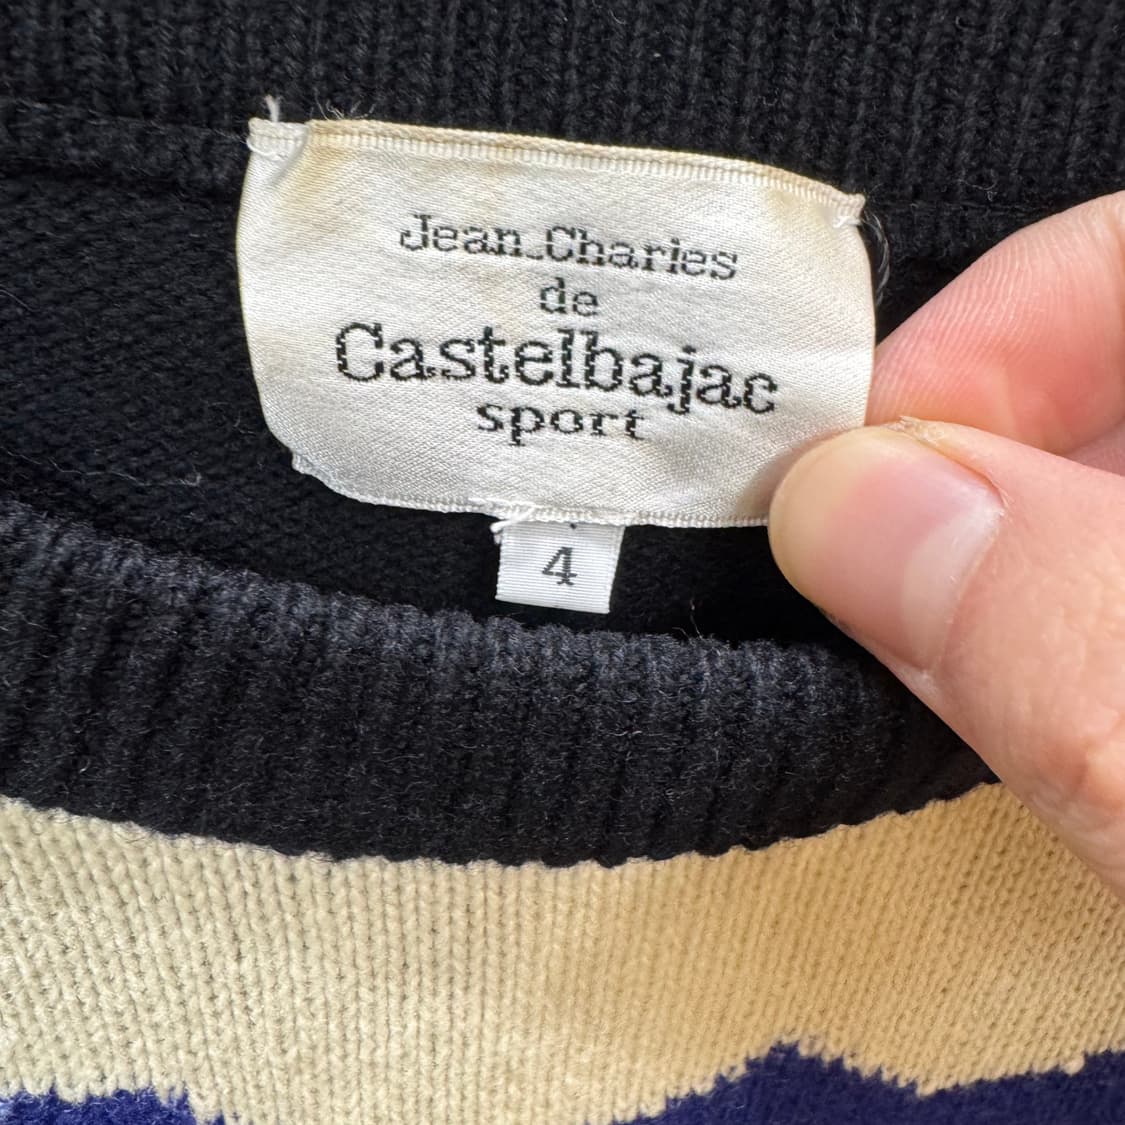 Jean_Charles
de
Castelbajac
sport
4